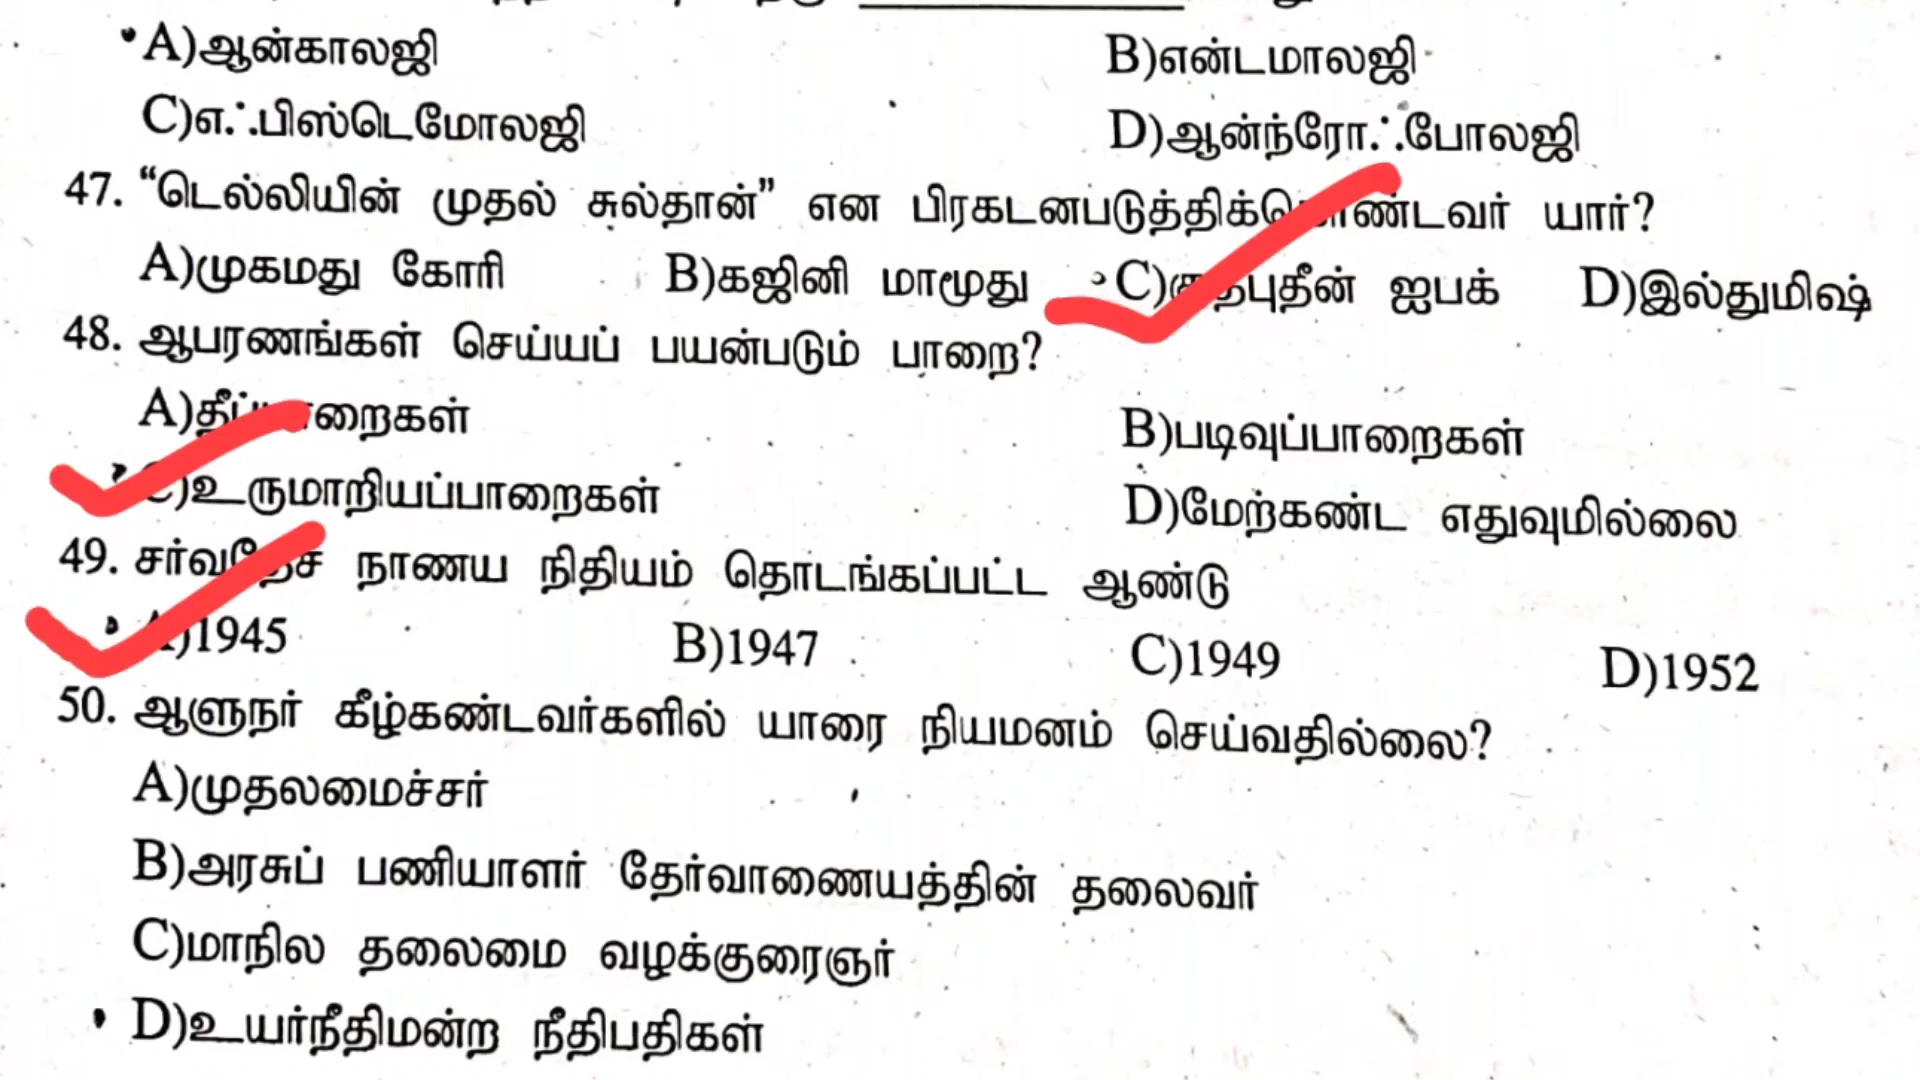 •A)ஆன்காலஜி B)என்டமாலஜி
C)எஃபிஸ்டெமோலஜி D)ஆன்ந்ரோஃபோலஜி
47. “டெல்லியின் முதல் சுல்தான்” என பிரகடனபடுத்திக்கொண்டவர் யார்?
A)முகமது கோரி B)கஜினி மாமூது C)குதுபுதீன் ஐபக் D)இல்துமிஷ்
48. ஆபரணங்கள் செய்யப் பயன்படும் பாறை?
A)தீப்பாறைகள் B)படிவுப்பாறைகள்
C)உருமாறியப்பாறைகள் D)மேற்கண்ட எதுவுமில்லை
49. சர்வதேச நாணய நிதியம் தொடங்கப்பட்ட ஆண்டு
A)1945 B)1947 C)1949 D)1952
50. ஆளுநர் கீழ்கண்டவர்களில் யாரை நியமனம் செய்வதில்லை?
A)முதலமைச்சர்
B)அரசுப் பணியாளர் தேர்வாணையத்தின் தலைவர்
C)மாநில தலைமை வழக்குரைஞர்
• D)உயர்நீதிமன்ற நீதிபதிகள்